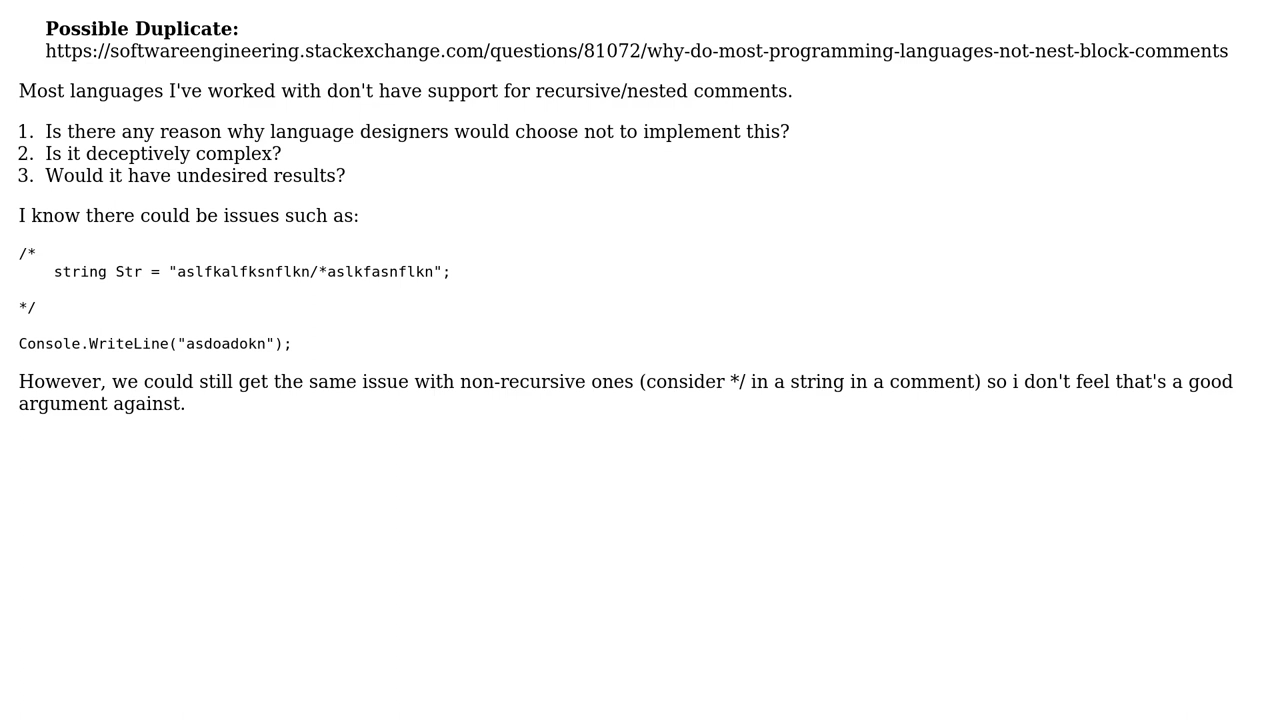 Possible Duplicate:
https://softwareengineering.stackexchange.com/questions/81072/why-do-most-programming-languages-not-nest-block-comments
Most languages I've worked with don't have support for recursive/nested comments.
1. Is there any reason why language designers would choose not to implement this?
2. Is it deceptively complex?
3. Would it have undesired results?
I know there could be issues such as:
/*
    string Str = "aslfkalfksnflkn/*aslkfasnflkn";
*/
Console.WriteLine("asdoadokn");
However, we could still get the same issue with non-recursive ones (consider */ in a string in a comment) so i don't feel that's a good
argument against.